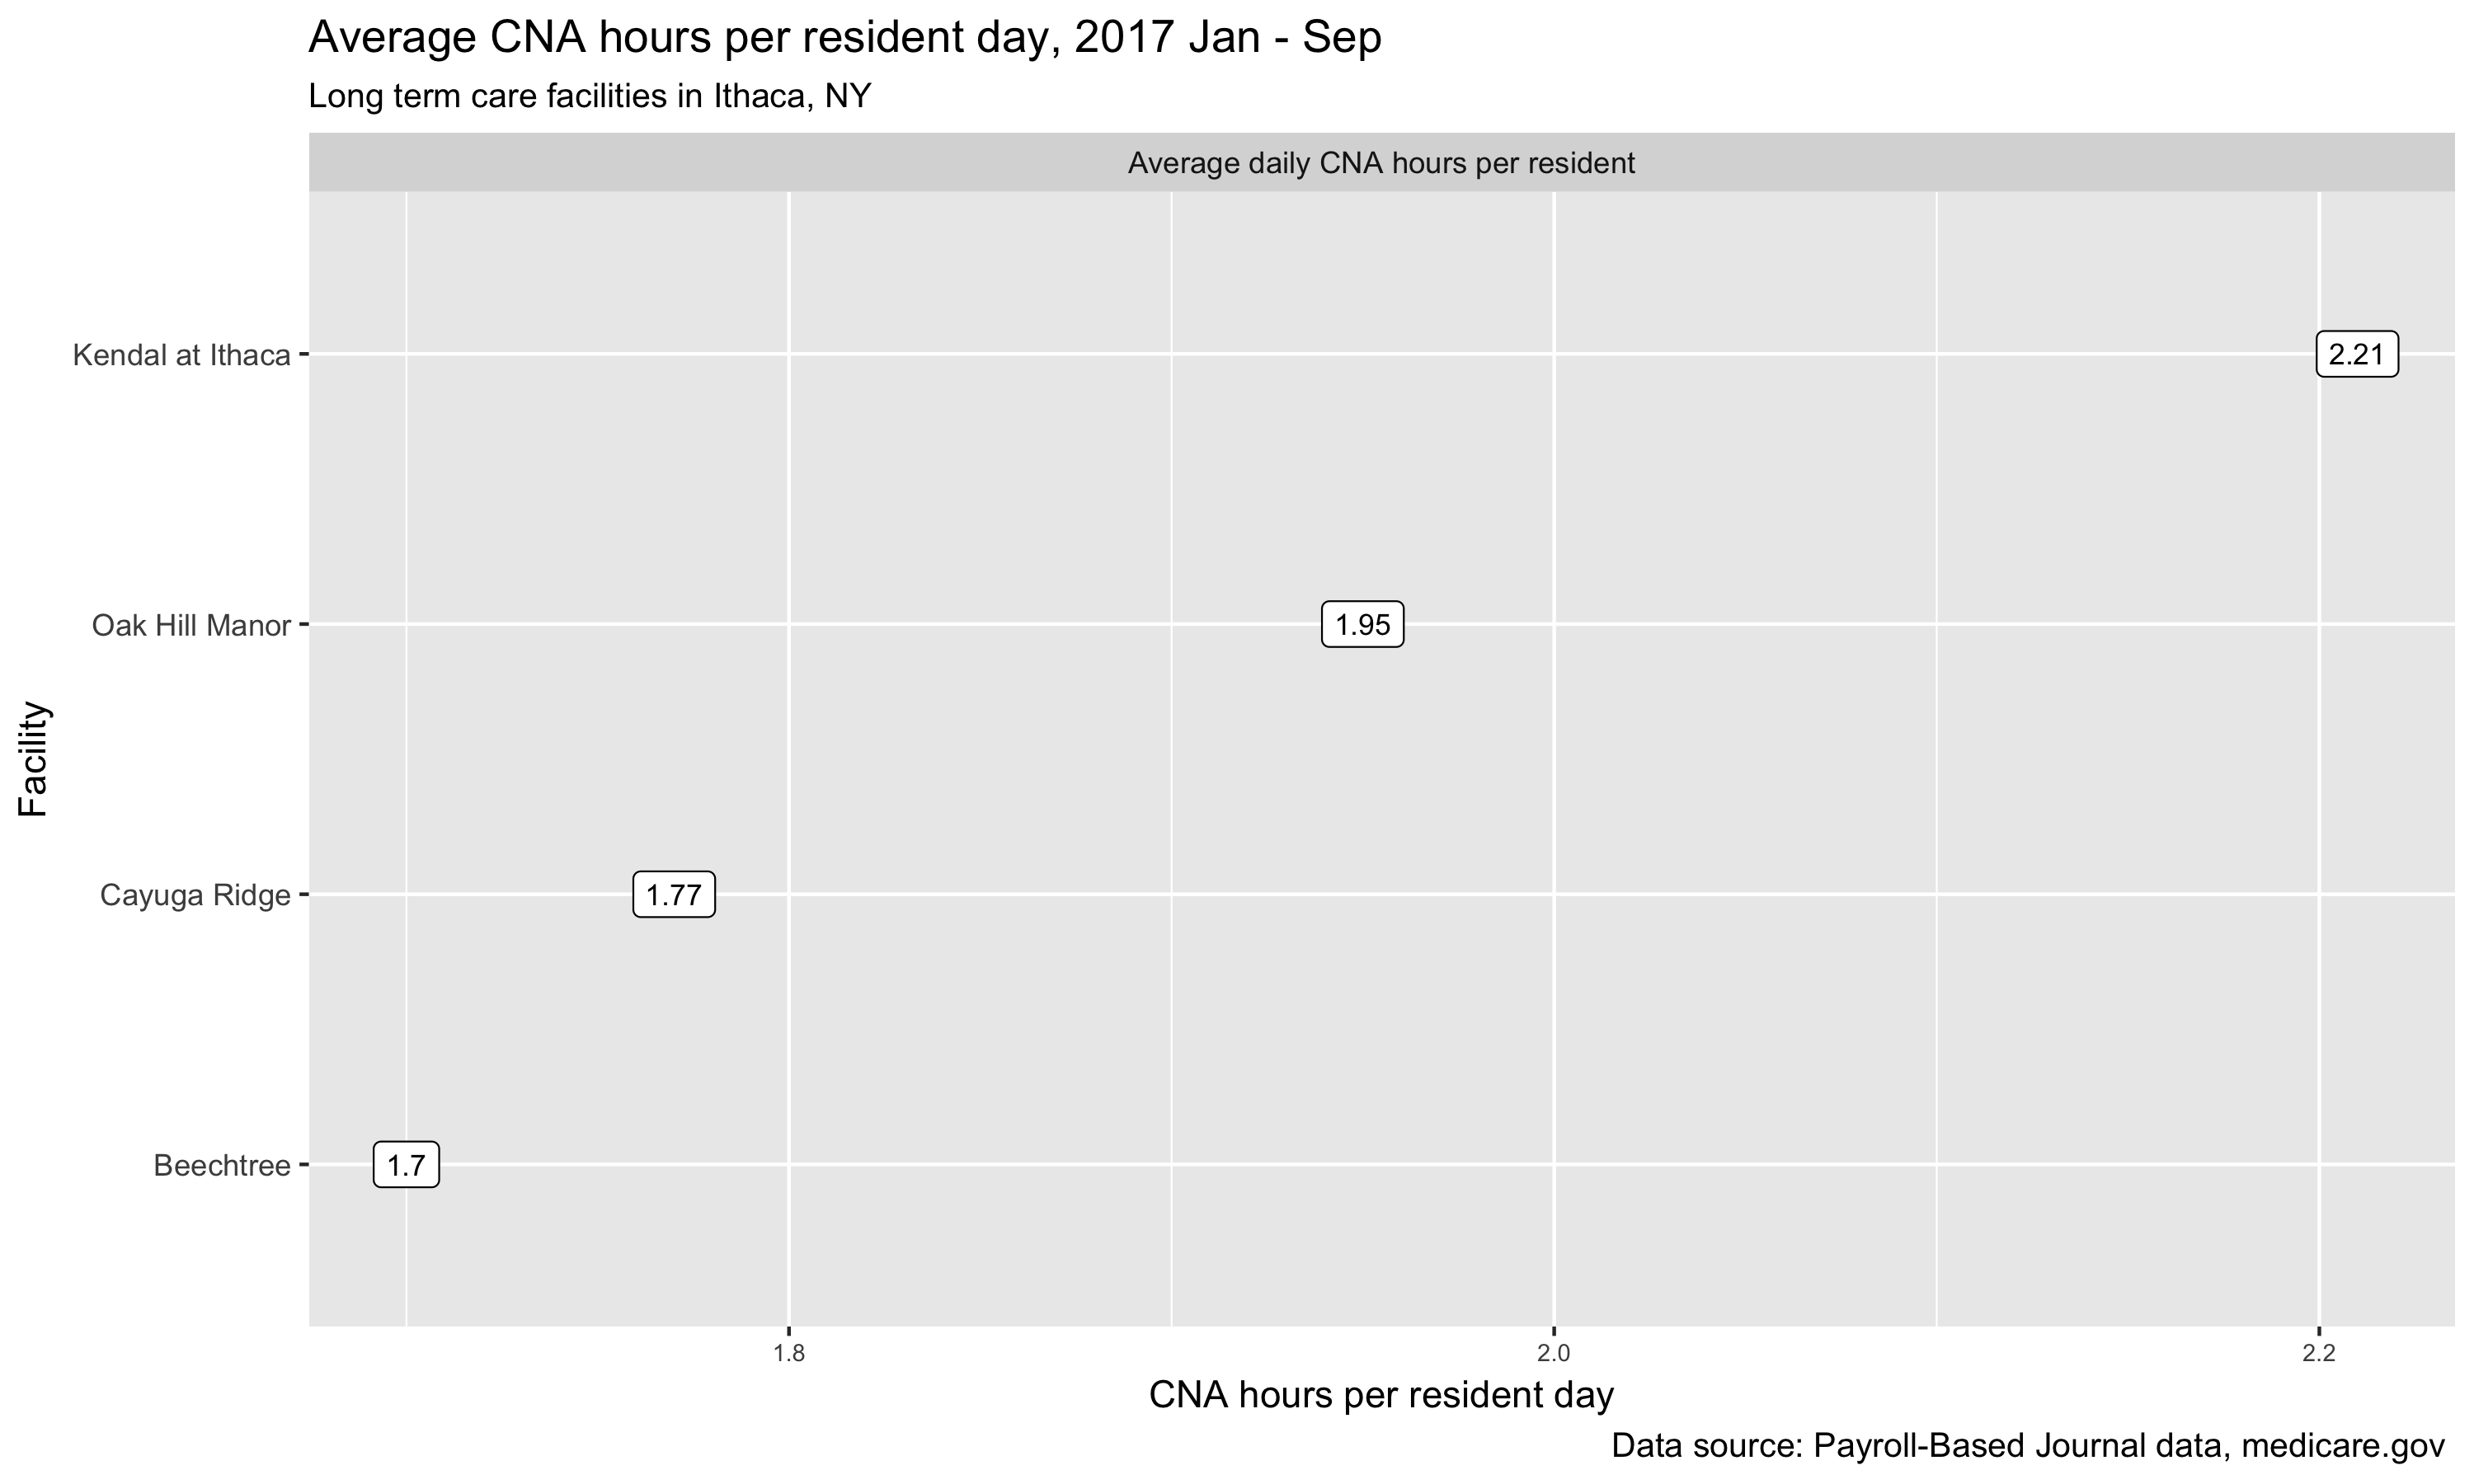 Average CNA hours per resident day, 2017 Jan - Sep
Long term care facilities in Ithaca, NY
Average daily CNA hours per resident
Kendal at Ithaca
2.21
Oak Hill Manor
1.95
Facility
Cayuga Ridge
1.77
Beechtree
1.7
1.8
2.0
2.2
CNA hours per resident day
Data source: Payroll-Based Journal data, medicare.gov